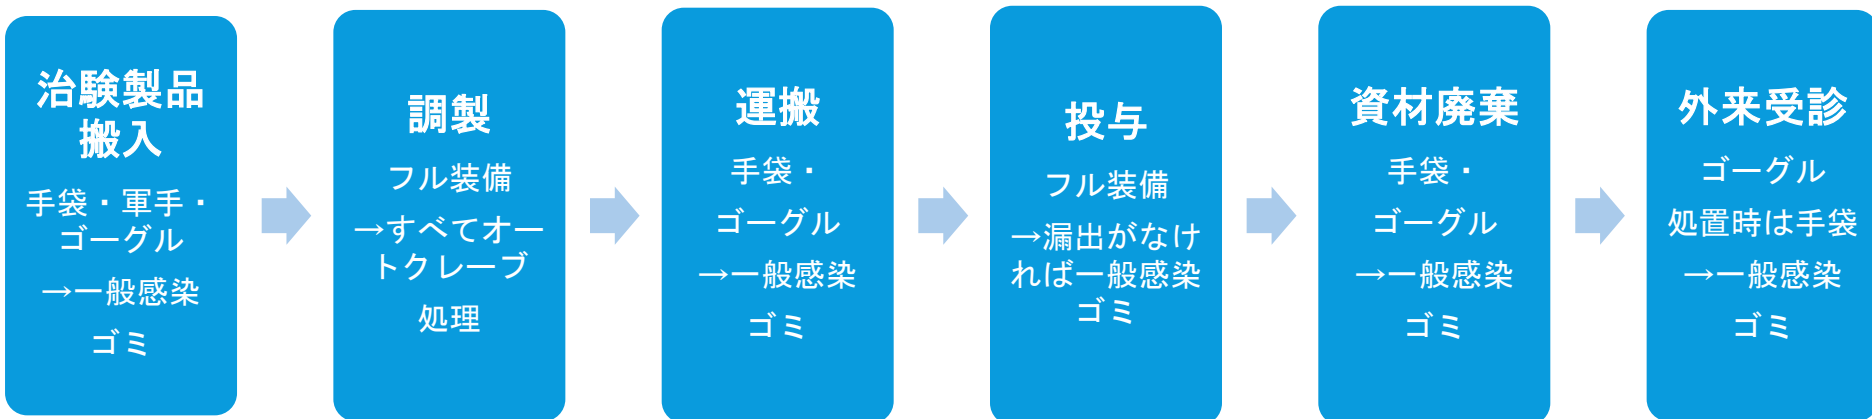 治験製品
搬入
手袋・軍手・
ゴーグル
→一般感染
ゴミ
調製
フル装備
→すべてオー
トクレーブ
処理
運搬
手袋・
ゴーグル
→一般感染
ゴミ
投与
フル装備
→漏出がなけ
れば一般感染
ゴミ
資材廃棄
手袋・
ゴーグル
→一般感染
ゴミ
外来受診
ゴーグル
処置時は手袋
→一般感染
ゴミ